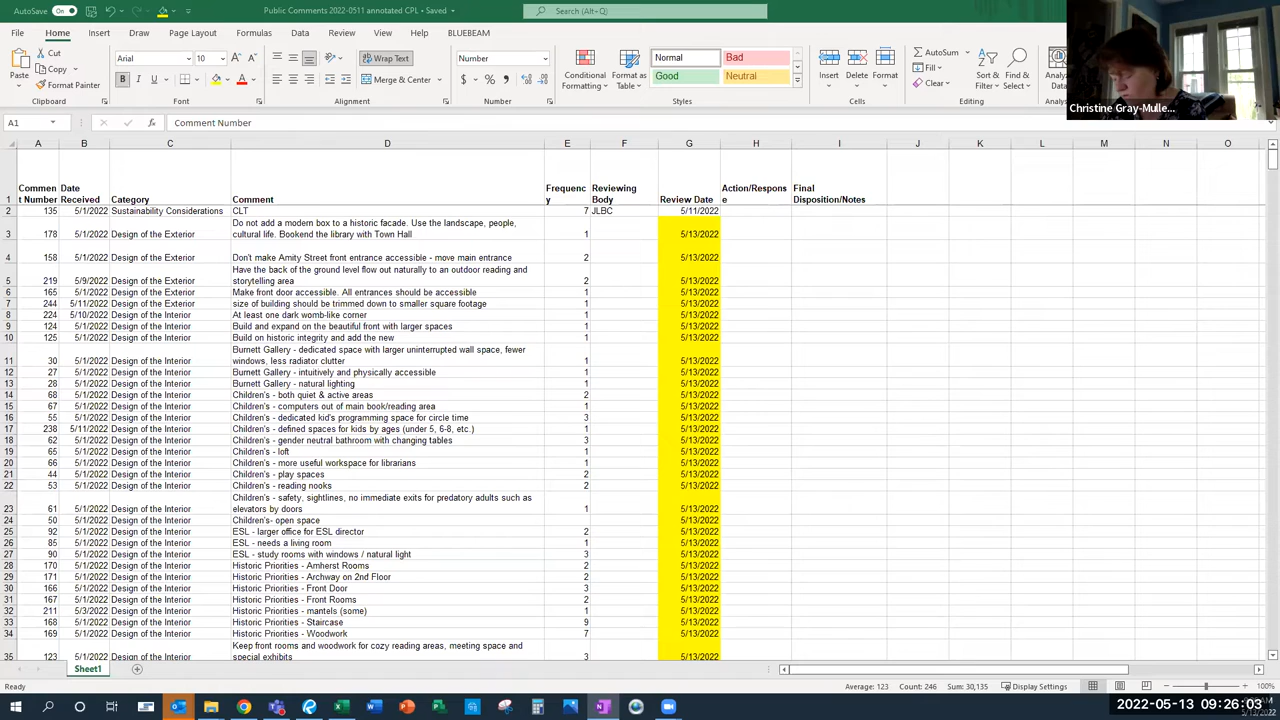 AutoSave On Public Comments 2022-0511 annotated CPL • Saved Search (Alt+Q)
File Home Insert Draw Page Layout Formulas Data Review View Help BLUEBEAM
Paste Cut Copy Format Painter Clipboard
Arial 10 B I U A Font
Wrap Text Merge & Center Alignment
Number $ % Number
Conditional Formatting Format as Table Normal Bad Good Neutral Styles
Insert Delete Format Cells
AutoSum Fill Clear Sort & Filter Find & Select Editing
Christine Gray-Mulle...
A1 fx Comment Number
A B C D E F G H I J K L M N O
1 Comment Number Date Received Category Comment Frequency Reviewing Body Review Date Action/Response Final Disposition/Notes
2 135 5/1/2022 Sustainability Considerations CLT 7 JLBC 5/11/2022
3 178 5/1/2022 Design of the Exterior Do not add a modern box to a historic facade. Use the landscape, people, cultural life. Bookend the library with Town Hall 1 5/13/2022
4 158 5/1/2022 Design of the Exterior Don't make Amity Street front entrance accessible - move main entrance 2 5/13/2022
5 219 5/9/2022 Design of the Exterior Have the back of the ground level flow out naturally to an outdoor reading and storytelling area 2 5/13/2022
6 165 5/1/2022 Design of the Exterior Make front door accessible. All entrances should be accessible 1 5/13/2022
7 244 5/11/2022 Design of the Exterior size of building should be trimmed down to smaller square footage 1 5/13/2022
8 224 5/10/2022 Design of the Interior At least one dark womb-like corner 1 5/13/2022
9 124 5/1/2022 Design of the Interior Build and expand on the beautiful front with larger spaces 1 5/13/2022
10 125 5/1/2022 Design of the Interior Build on historic integrity and add the new 1 5/13/2022
11 30 5/1/2022 Design of the Interior Burnett Gallery - dedicated space with larger uninterrupted wall space, fewer windows, less radiator clutter 1 5/13/2022
12 27 5/1/2022 Design of the Interior Burnett Gallery - intuitively and physically accessible 1 5/13/2022
13 28 5/1/2022 Design of the Interior Burnett Gallery - natural lighting 1 5/13/2022
14 68 5/1/2022 Design of the Interior Children's - both quiet & active areas 2 5/13/2022
15 67 5/1/2022 Design of the Interior Children's - computers out of main book/reading area 1 5/13/2022
16 55 5/1/2022 Design of the Interior Children's - dedicated kid's programming space for circle time 3 5/13/2022
17 238 5/11/2022 Design of the Interior Children's - defined spaces for kids by ages (under 5, 6-8, etc.) 1 5/13/2022
18 62 5/1/2022 Design of the Interior Children's - gender neutral bathroom with changing tables 3 5/13/2022
19 65 5/1/2022 Design of the Interior Children's - loft 1 5/13/2022
20 66 5/1/2022 Design of the Interior Children's - more useful workspace for librarians 1 5/13/2022
21 44 5/1/2022 Design of the Interior Children's - play spaces 2 5/13/2022
22 53 5/1/2022 Design of the Interior Children's - reading nooks 2 5/13/2022
23 61 5/1/2022 Design of the Interior Children's - safety, sightlines, no immediate exits for predatory adults such as elevators by doors 1 5/13/2022
24 50 5/1/2022 Design of the Interior Children's- open space 1 5/13/2022
25 92 5/1/2022 Design of the Interior ESL - larger office for ESL director 2 5/13/2022
26 85 5/1/2022 Design of the Interior ESL - needs a living room 1 5/13/2022
27 90 5/1/2022 Design of the Interior ESL - study rooms with windows / natural light 3 5/13/2022
28 170 5/1/2022 Design of the Interior Historic Priorities - Amherst Rooms 2 5/13/2022
29 171 5/1/2022 Design of the Interior Historic Priorities - Archway on 2nd Floor 2 5/13/2022
30 166 5/1/2022 Design of the Interior Historic Priorities - Front Door 3 5/13/2022
31 167 5/1/2022 Design of the Interior Historic Priorities - Front Rooms 2 5/13/2022
32 211 5/3/2022 Design of the Interior Historic Priorities - mantels (some) 1 5/13/2022
33 168 5/1/2022 Design of the Interior Historic Priorities - Staircase 9 5/13/2022
34 169 5/1/2022 Design of the Interior Historic Priorities - Woodwork 7 5/13/2022
35 123 5/1/2022 Design of the Interior Keep front rooms and woodwork for cozy reading areas, meeting space and special exhibits 3 5/13/2022
Sheet1
Ready Average: 123 Count: 246 Sum: 30,135 Display Settings 100%
2022-05-13 09:26:03